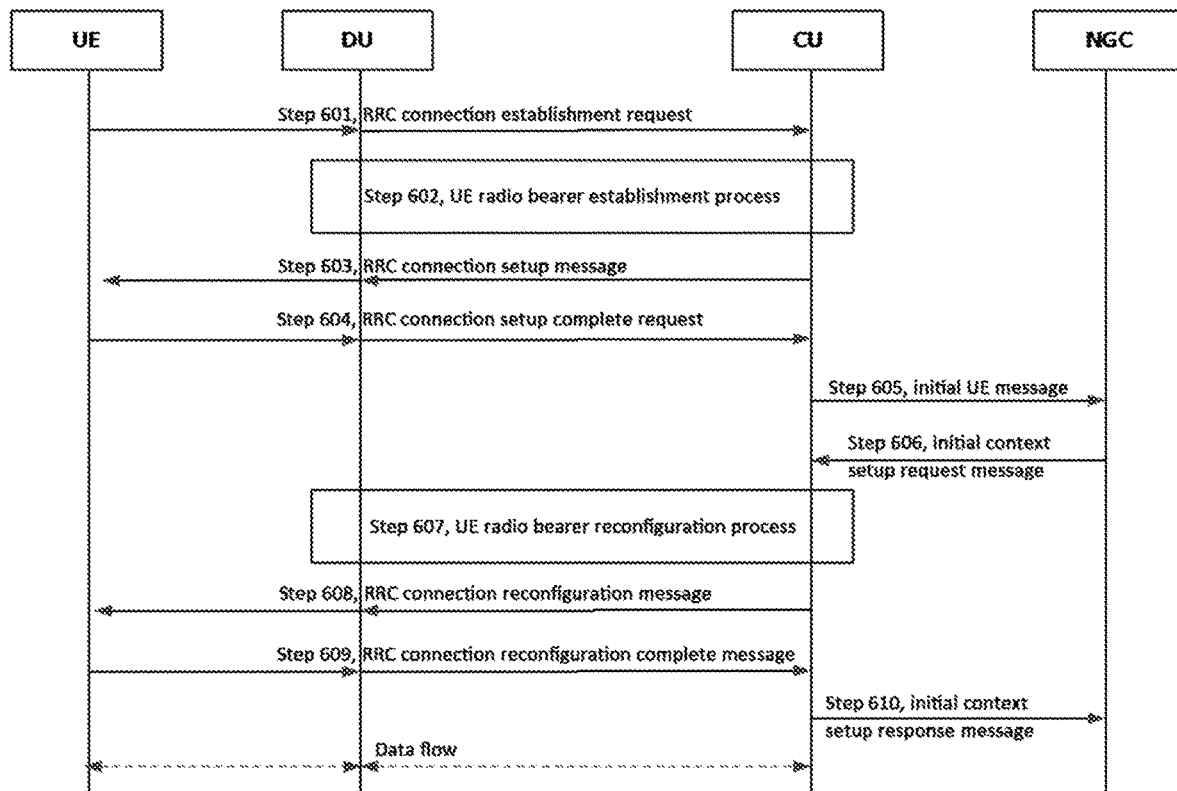 UE DU CU NGC
Step 601, RRC connection establishment request
Step 602, UE radio bearer establishment process
Step 603, RRC connection setup message
Step 604, RRC connection setup complete request
Step 605, initial UE message
Step 606, initial context
setup request message
Step 607, UE radio bearer reconfiguration process
Step 608, RRC connection reconfiguration message
Step 609, RRC connection reconfiguration complete message
Step 610, initial context
setup response message
Data flow